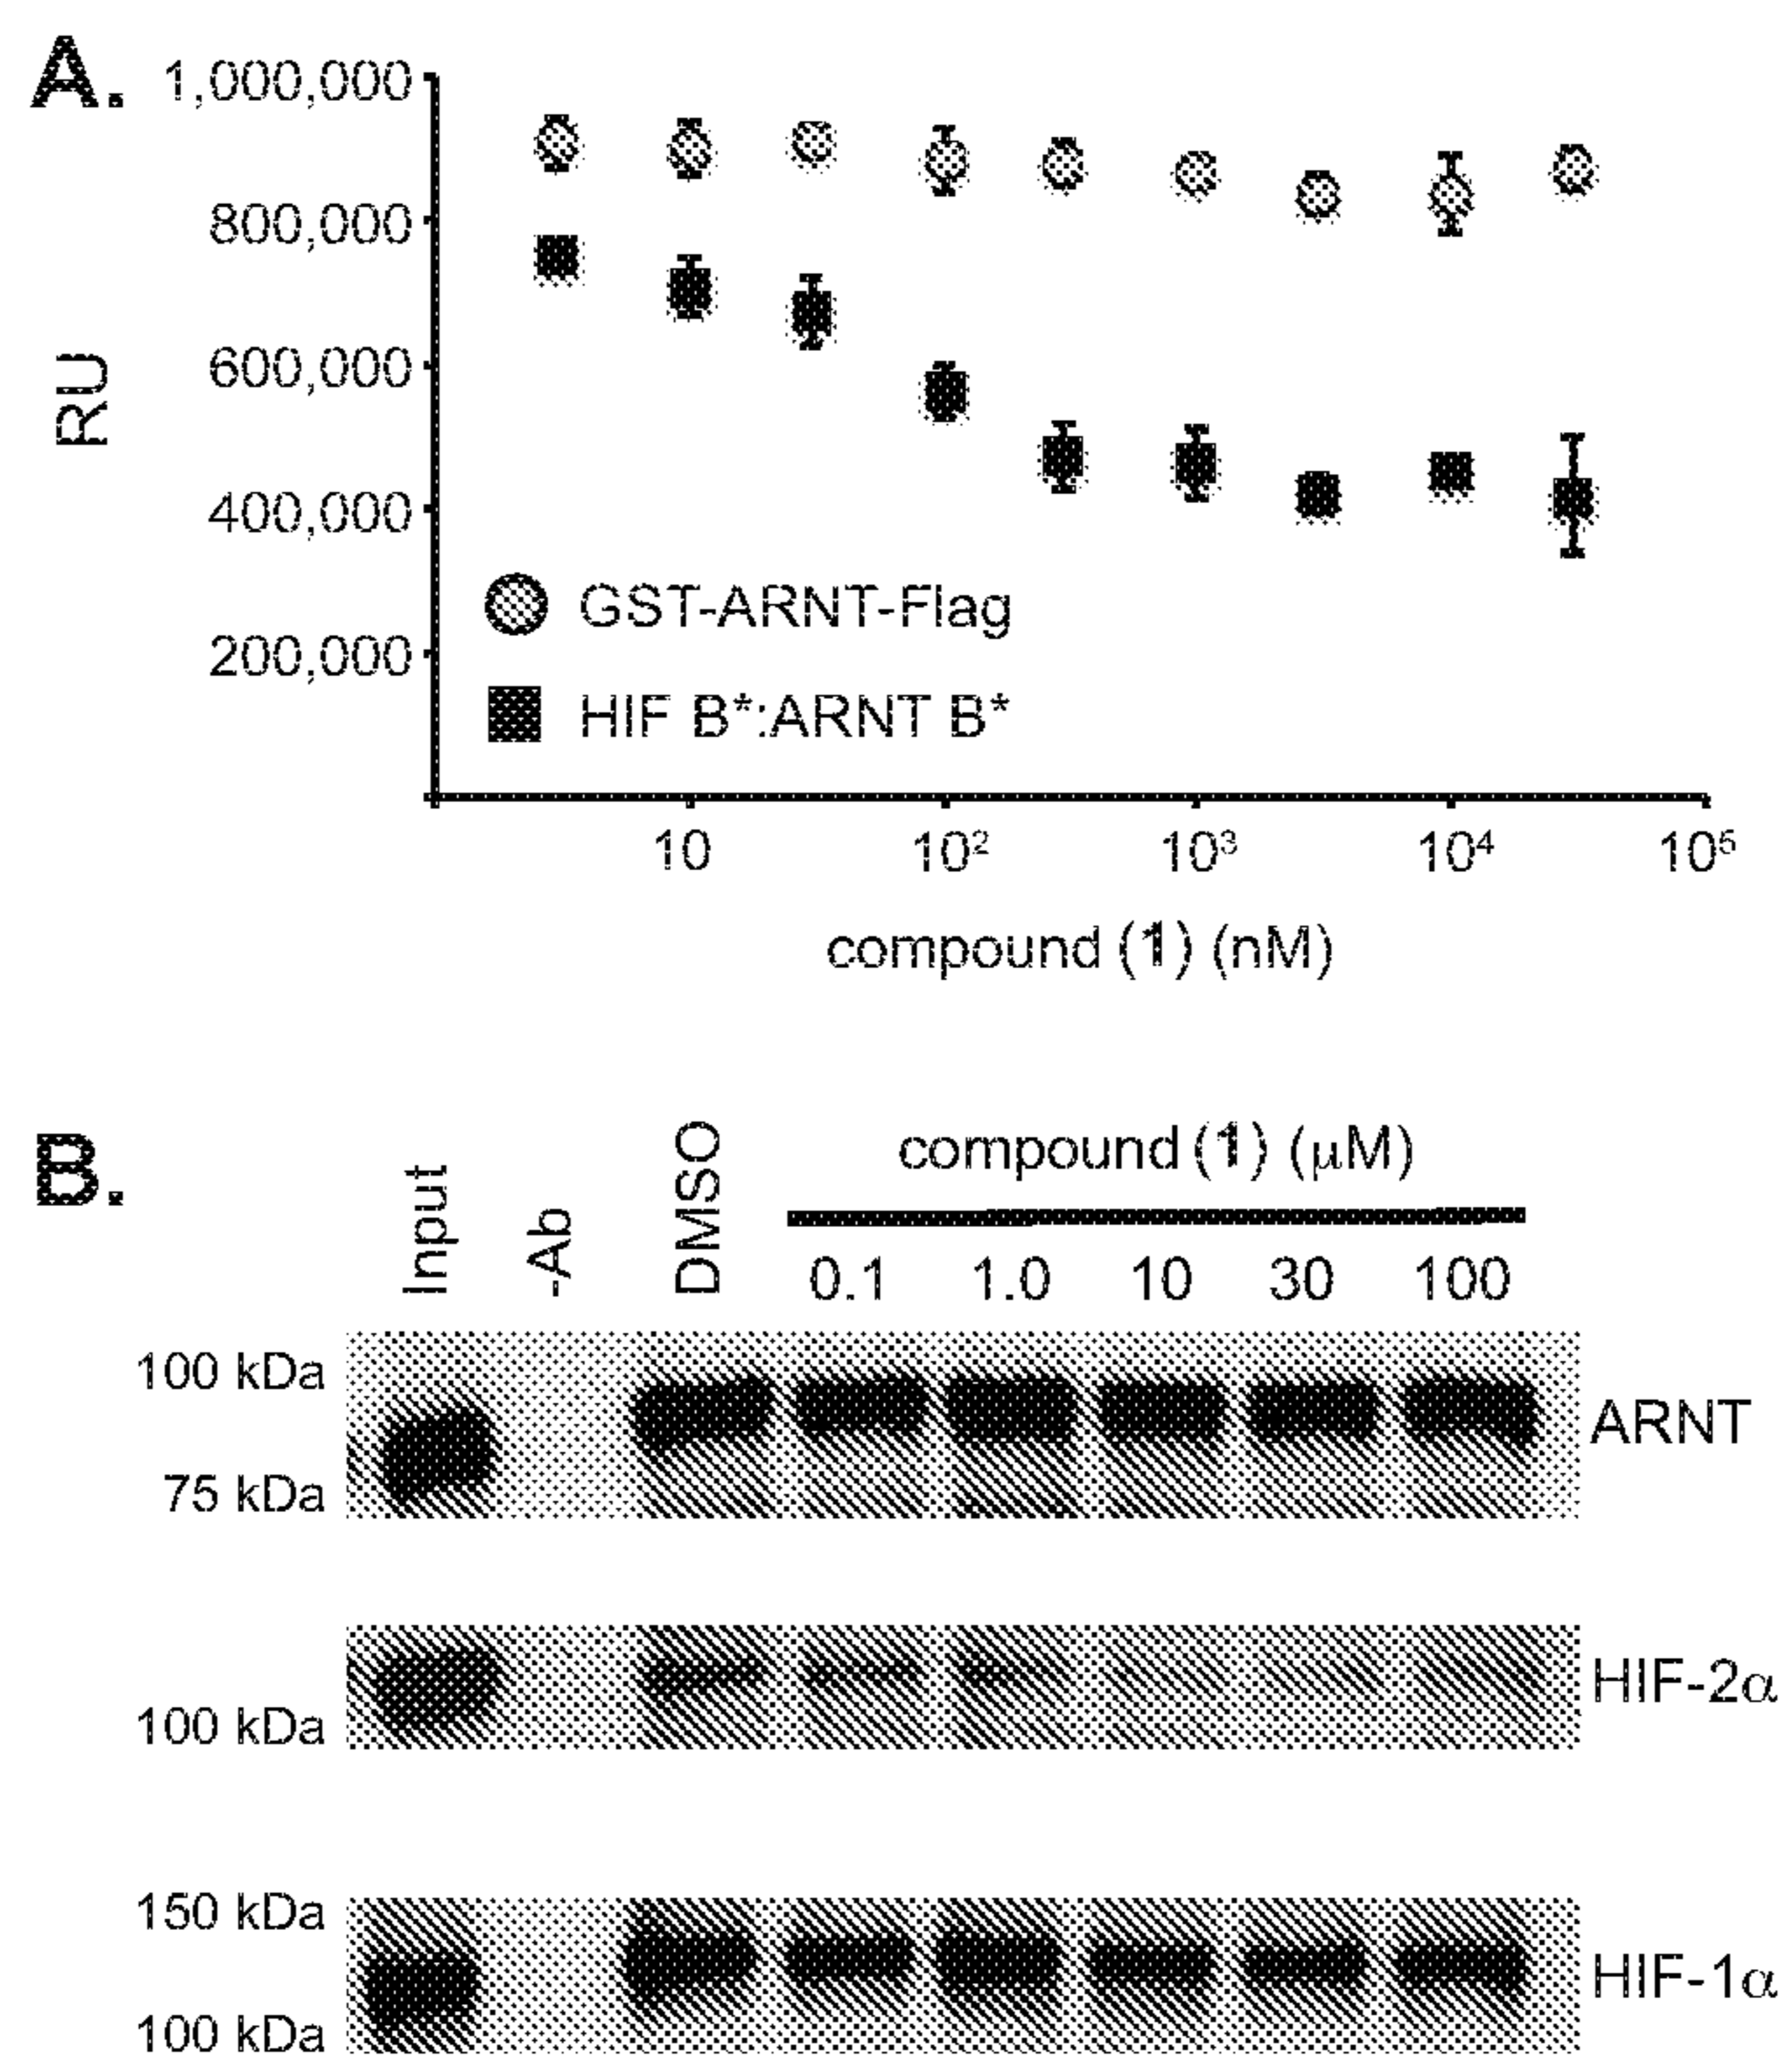 A.
1,000,000
800,000
600,000
400,000
200,000
RU
GST-ARNT-Flag
HIF B*:ARNT B*
10 10² 10³ 10⁴ 10⁵
compound (1) (nM)
B.
Input -Ab DMSO
compound (1) (μM)
0.1 1.0 10 30 100
100 kDa
75 kDa
ARNT
100 kDa
HIF-2α
150 kDa
100 kDa
HIF-1α